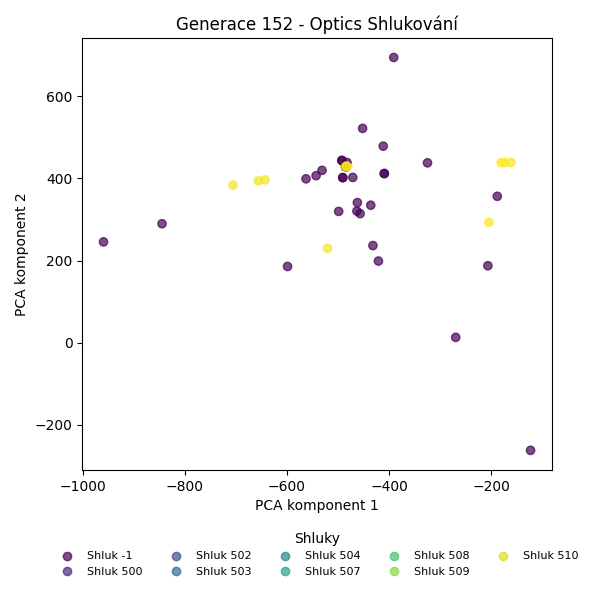 Generace 152 - Optics Shlukování
PCA komponent 2
600
400
200
0
−200
−1000 −800 −600 −400 −200
PCA komponent 1
Shluky
Shluk -1 Shluk 502 Shluk 504 Shluk 508 Shluk 510
Shluk 500 Shluk 503 Shluk 507 Shluk 509